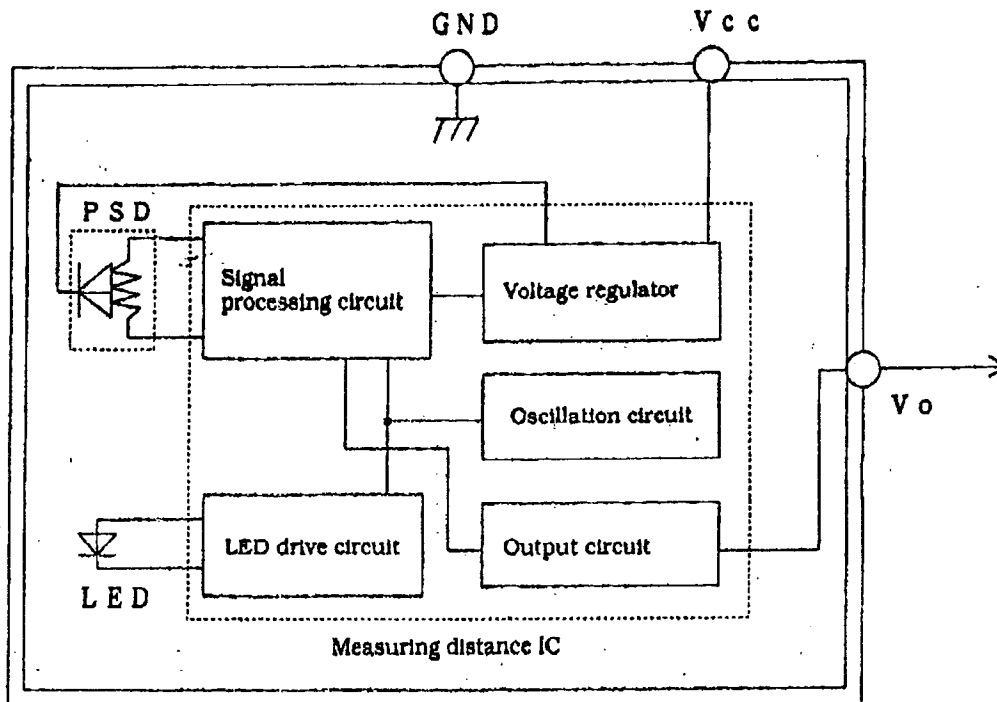 GND
Vcc
PSD
Signal
processing circuit
Voltage regulator
Oscillation circuit
Vo
LED drive circuit
Output circuit
LED
Measuring distance IC